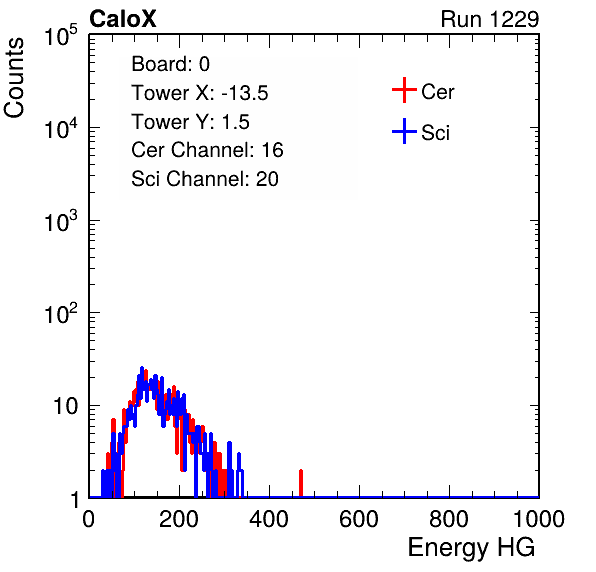 CaloX Run 1229
Counts
Board: 0
Tower X: -13.5
Tower Y: 1.5
Cer Channel: 16
Sci Channel: 20
Cer
Sci
10^5
10^4
10^3
10^2
10
1
0 200 400 600 800 1000
Energy HG